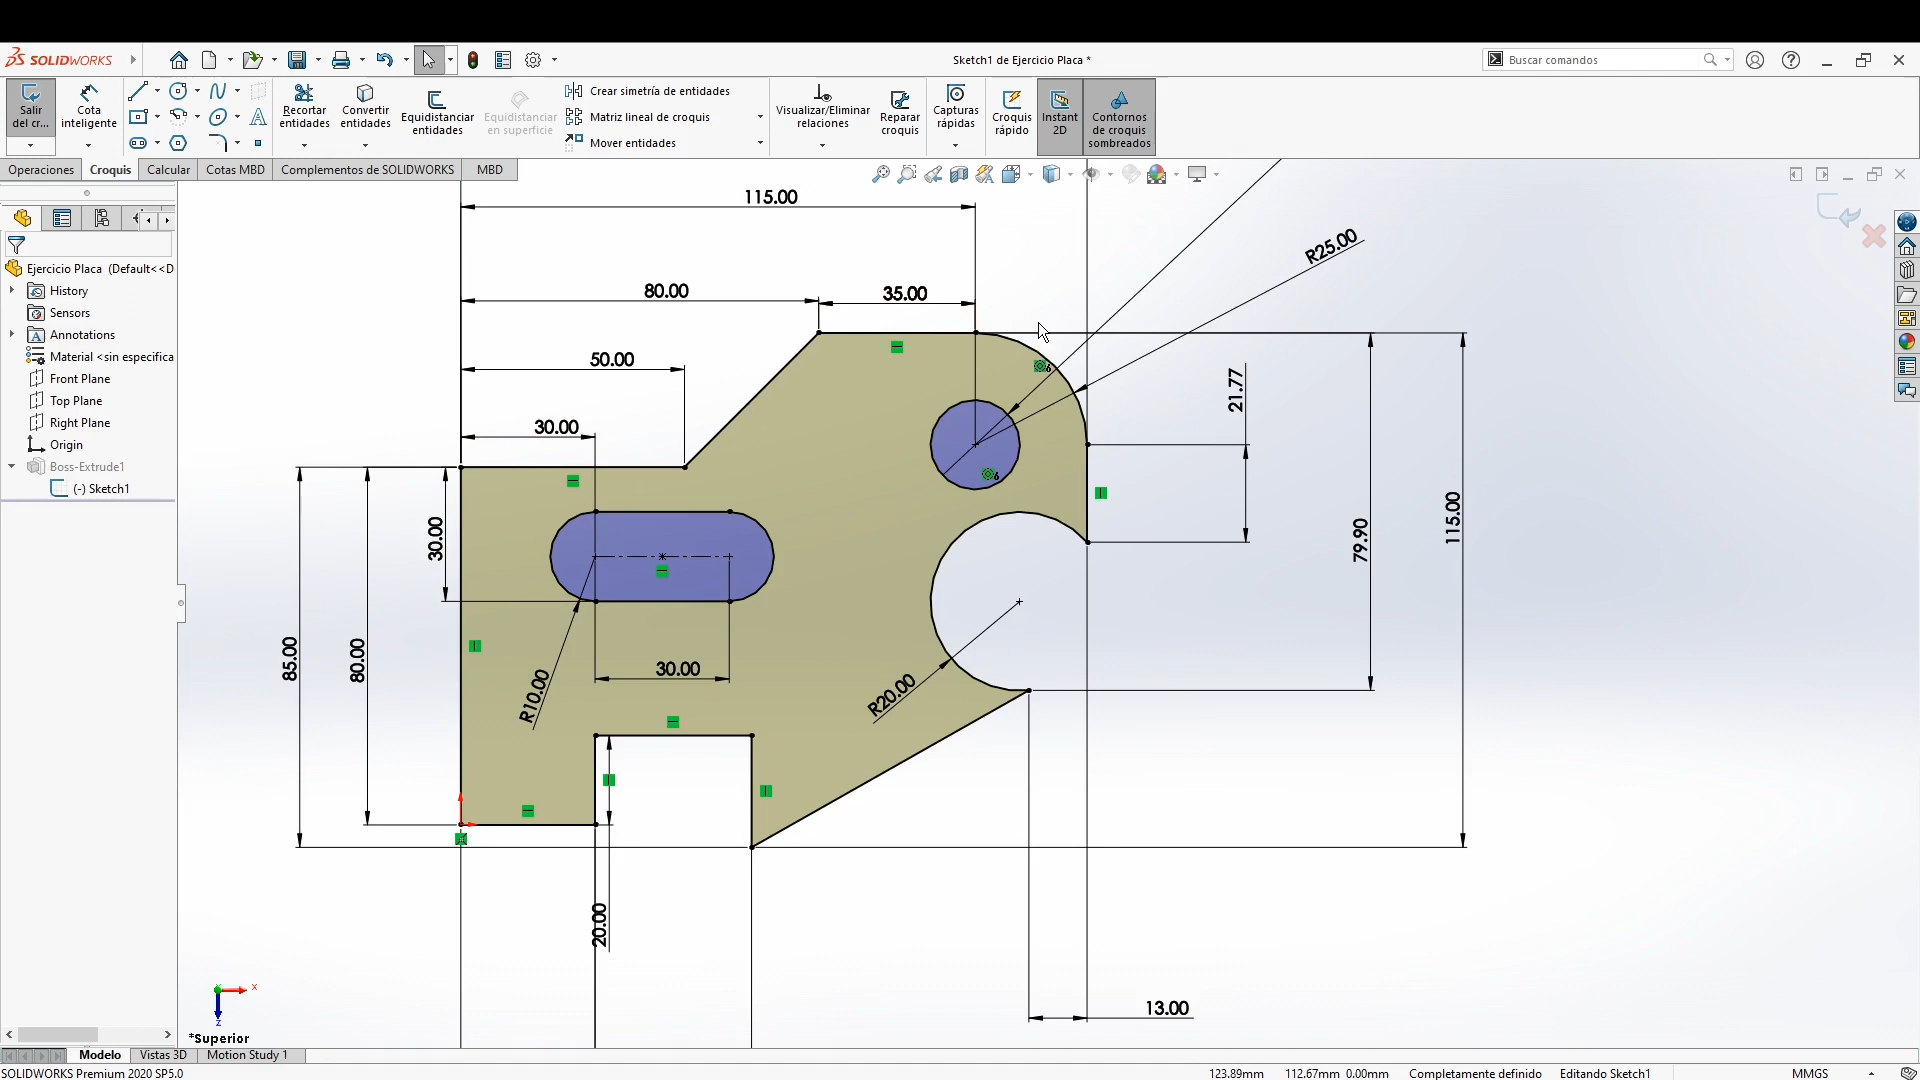 SOLIDWORKS
Sketch1 de Ejercicio Placa *
Buscar comandos
Salir del cr...
Cota inteligente
Recortar entidades
Convertir entidades
Equidistanciar entidades
Equidistanciar en superficie
Crear simetría de entidades
Matriz lineal de croquis
Mover entidades
Visualizar/Eliminar relaciones
Reparar croquis
Capturas rápidas
Croquis rápido
Instant 2D
Contornos de croquis sombreados
Operaciones
Croquis
Calcular
Cotas MBD
Complementos de SOLIDWORKS
MBD
Ejercicio Placa (Default<<D
History
Sensors
Annotations
Material <sin especifica
Front Plane
Top Plane
Right Plane
Origin
Boss-Extrude1
(-) Sketch1
115.00
R25.00
80.00
35.00
50.00
21.77
30.00
30.00
115.00
79.90
85.00
80.00
30.00
R10.00
R20.00
20.00
13.00
x
z
*Superior
Modelo
Vistas 3D
Motion Study 1
SOLIDWORKS Premium 2020 SP5.0
123.89mm
112.67mm 0.00mm
Completamente definido
Editando Sketch1
MMGS